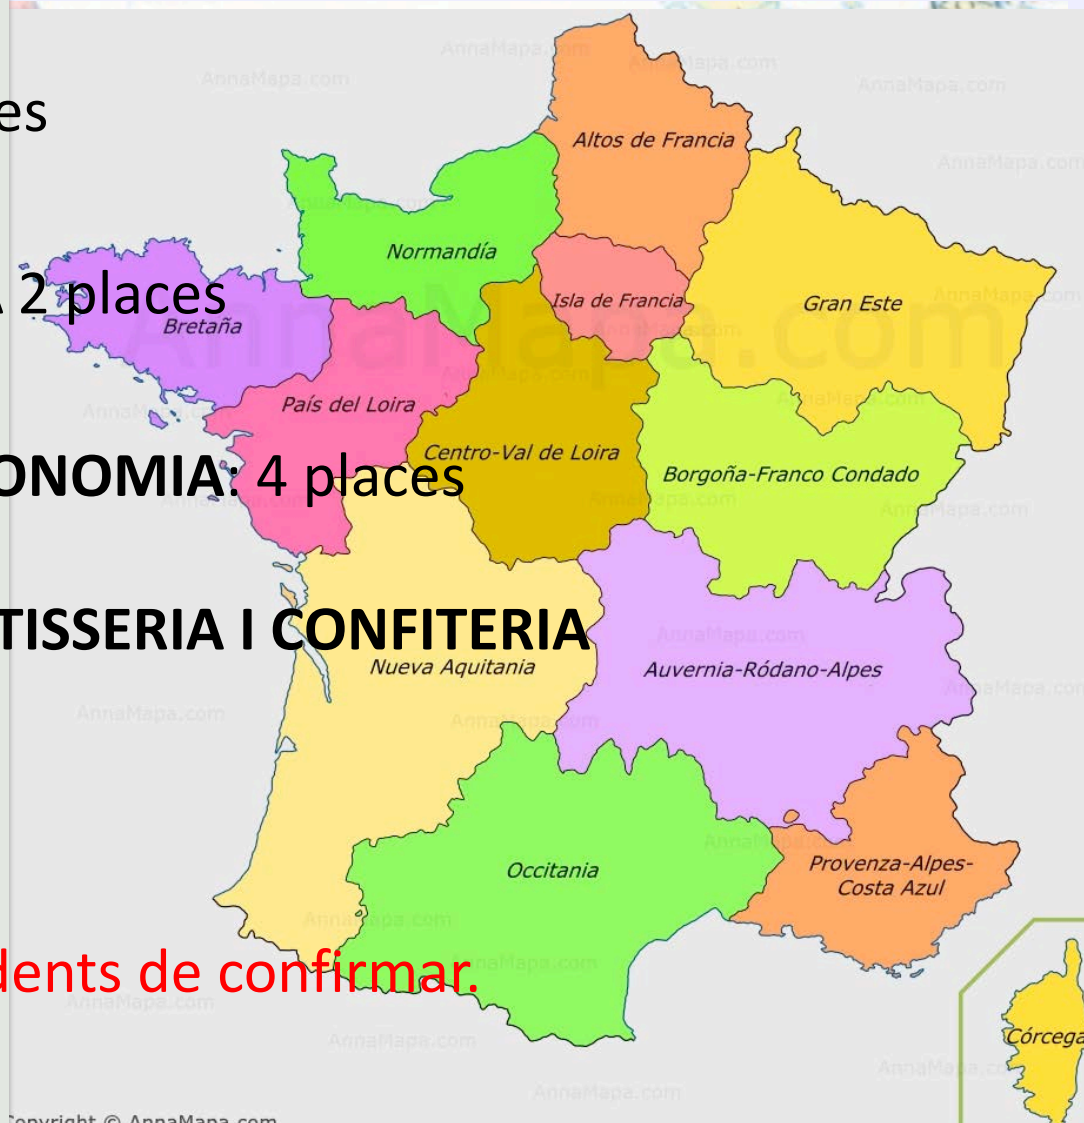 es
Altos de Francia
Normandía
A 2 places
Isla de Francia
Gran Este
Bretaña
País del Loira
Centro-Val de Loira
ONOMIA: 4 places
Borgoña-Franco Condado
TISSERIA I CONFITERIA
Nueva Aquitania
Auvernia-Ródano-Alpes
Occitania
Provenza-Alpes-
Costa Azul
dents de confirmar.
Córcega
Copyright © AnnaMapa.com
AnnaMapa.com